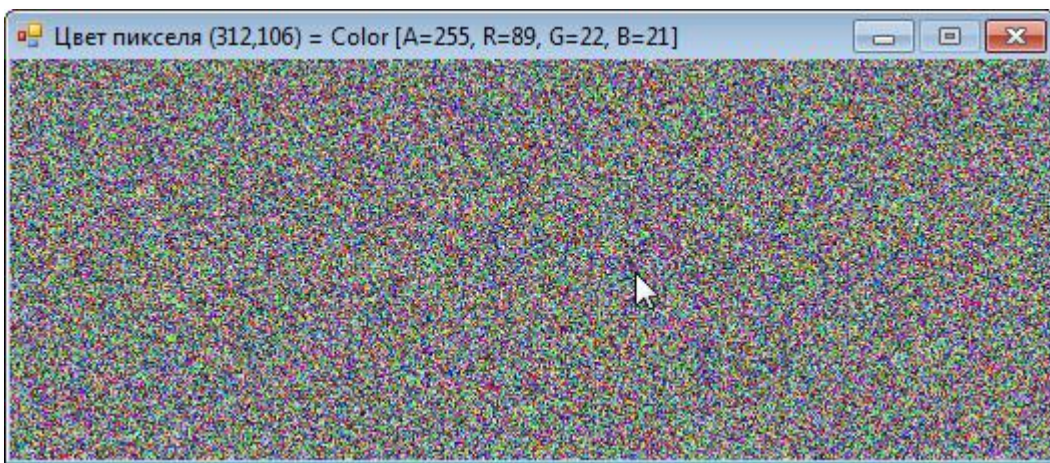 Цвет пикселя (312,106) = Color [A=255, R=89, G=22, B=21]